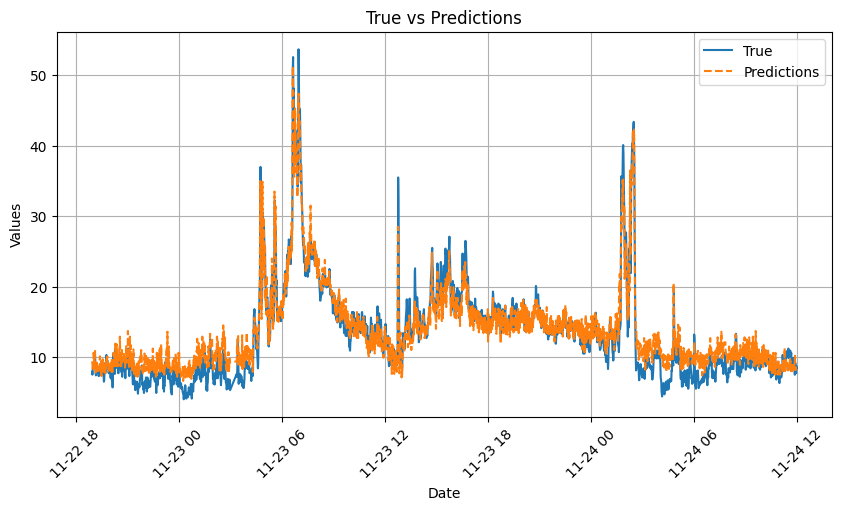 True vs Predictions
True
Predictions
Values
50
40
30
20
10
11-22 18
11-23 00
11-23 06
11-23 12
11-23 18
11-24 00
11-24 06
11-24 12
Date